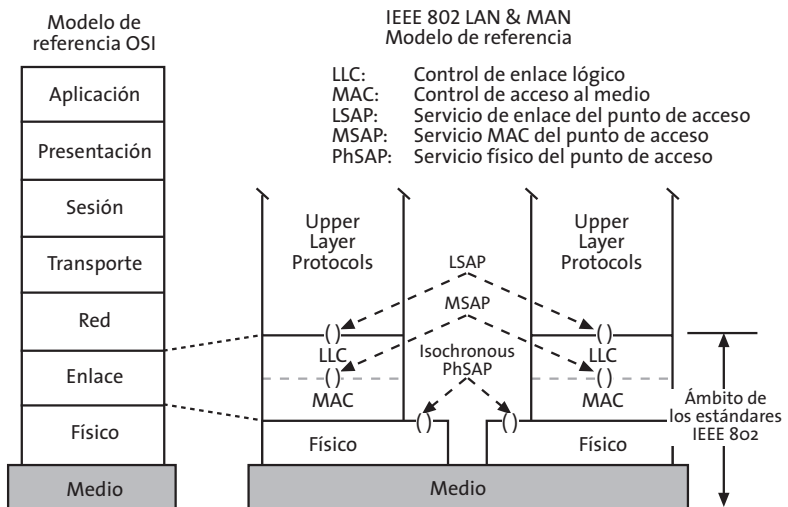 Modelo de
referencia OSI
Aplicación
Presentación
Sesión
Transporte
Red
Enlace
Físico
Medio
IEEE 802 LAN & MAN
Modelo de referencia
LLC: Control de enlace lógico
MAC: Control de acceso al medio
LSAP: Servicio de enlace del punto de acceso
MSAP: Servicio MAC del punto de acceso
PhSAP: Servicio físico del punto de acceso
Upper
Layer
Protocols
LSAP
MSAP
Isochronous
PhSAP
Upper
Layer
Protocols
( )
( )
LLC
LLC
( )
( )
MAC
MAC
( )
( )
Físico
Físico
Medio
Ámbito de
los estándares
IEEE 802